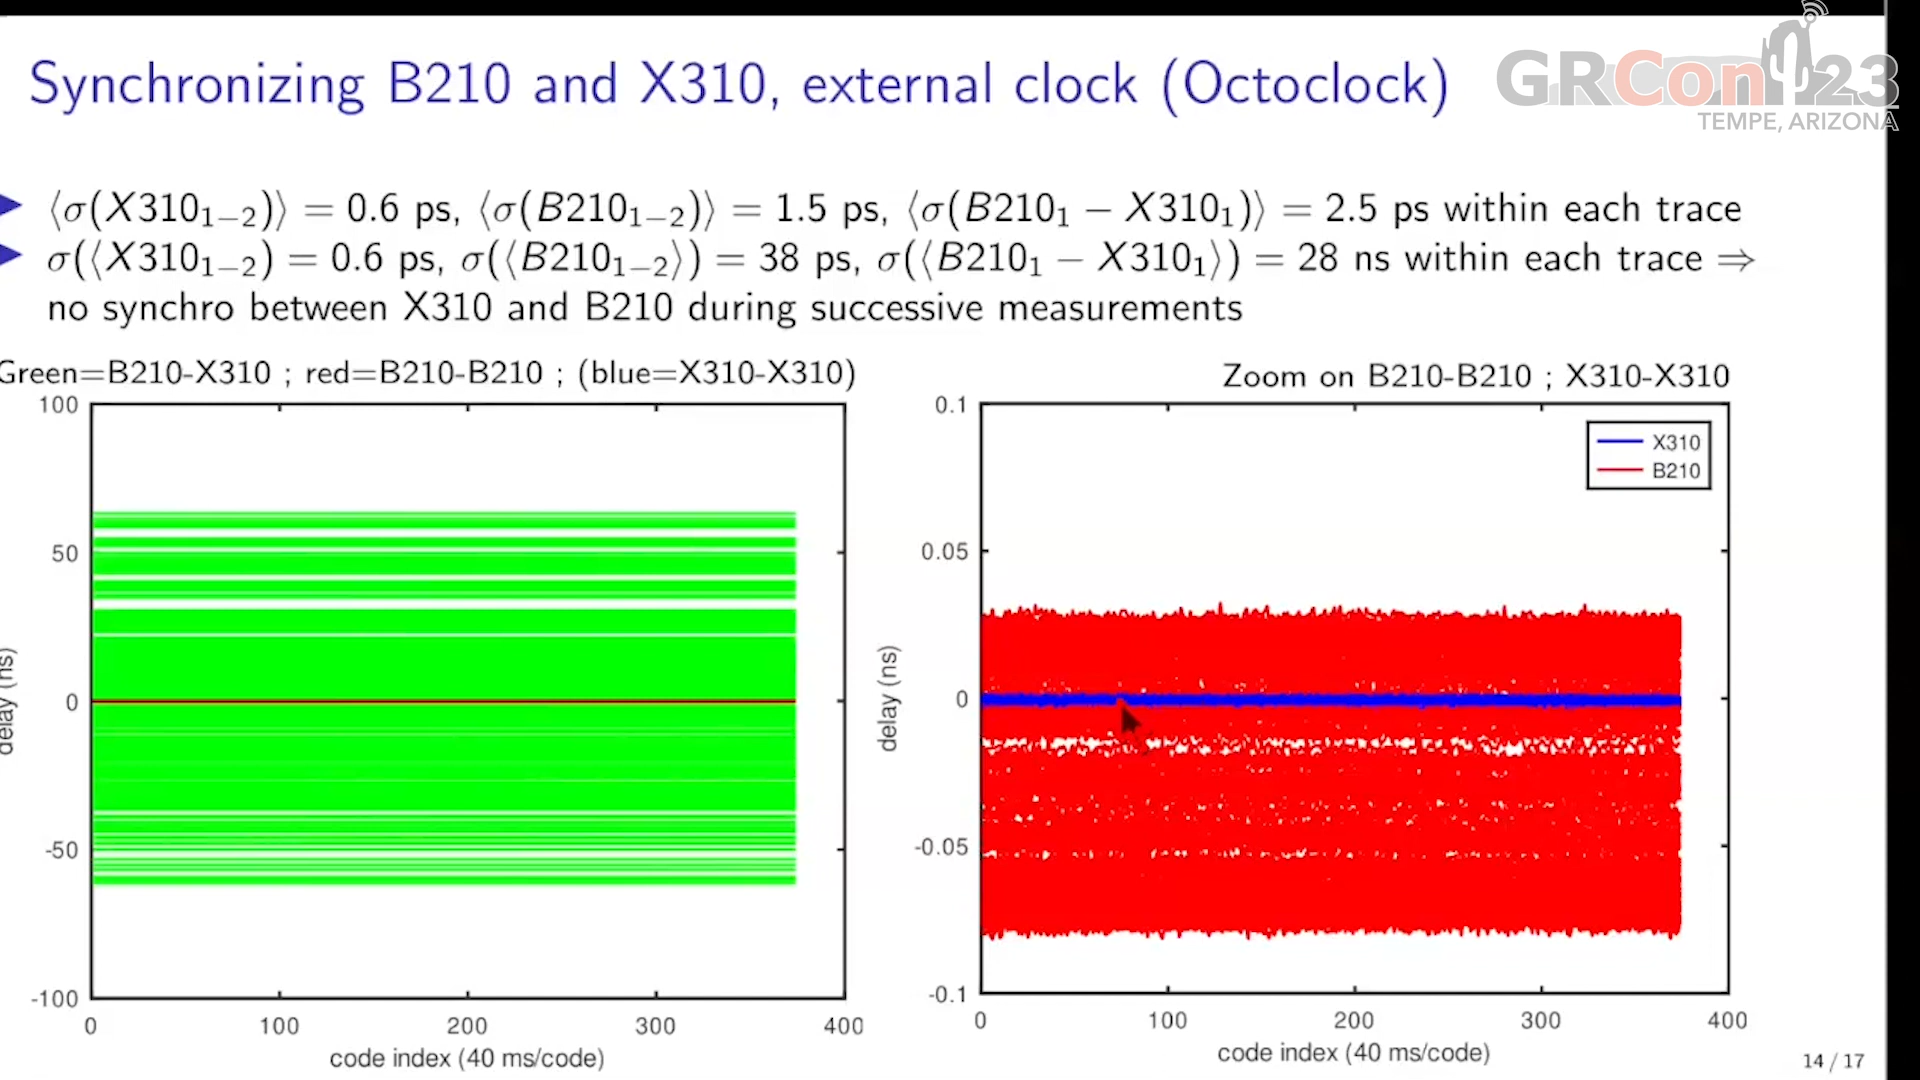 Synchronizing B210 and X310, external clock (Octoclock)
GRCon 23
TEMPE, ARIZONA
⟨σ(X310₁₋₂)⟩ = 0.6 ps, ⟨σ(B210₁₋₂)⟩ = 1.5 ps, ⟨σ(B210₁ − X310₁)⟩ = 2.5 ps within each trace
σ(⟨X310₁₋₂) = 0.6 ps, σ(⟨B210₁₋₂⟩) = 38 ps, σ(⟨B210₁ − X310₁⟩) = 28 ns within each trace ⇒
no synchro between X310 and B210 during successive measurements
Green=B210-X310 ; red=B210-B210 ; (blue=X310-X310)
100
50
0
-50
-100
delay (ns)
0 100 200 300 400
code index (40 ms/code)
Zoom on B210-B210 ; X310-X310
X310
B210
0.1
0.05
0
-0.05
-0.1
delay (ns)
0 100 200 300 400
code index (40 ms/code)
14 / 17